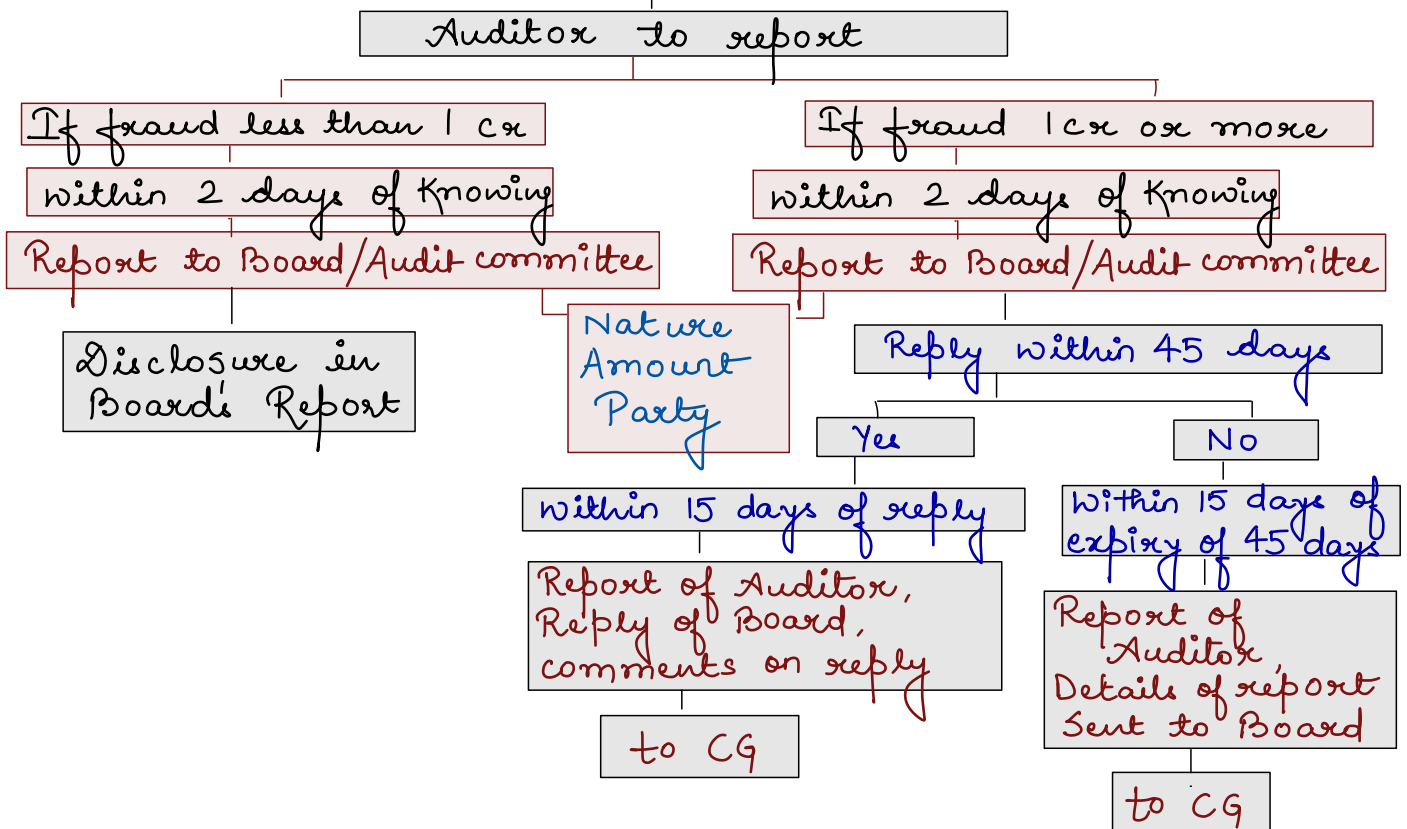 Auditor to report
If fraud less than 1 cr
within 2 days of Knowing
Report to Board/Audit committee
Disclosure in
Board's Report
Nature
Amount
Party
If fraud 1cr or more
within 2 days of Knowing
Report to Board/Audit committee
Reply within 45 days
Yes
within 15 days of reply
Report of Auditor,
Reply of Board,
comments on reply
to CG
No
Within 15 days of
expiry of 45 days
Report of
Auditor,
Details of report
Sent to Board
to CG